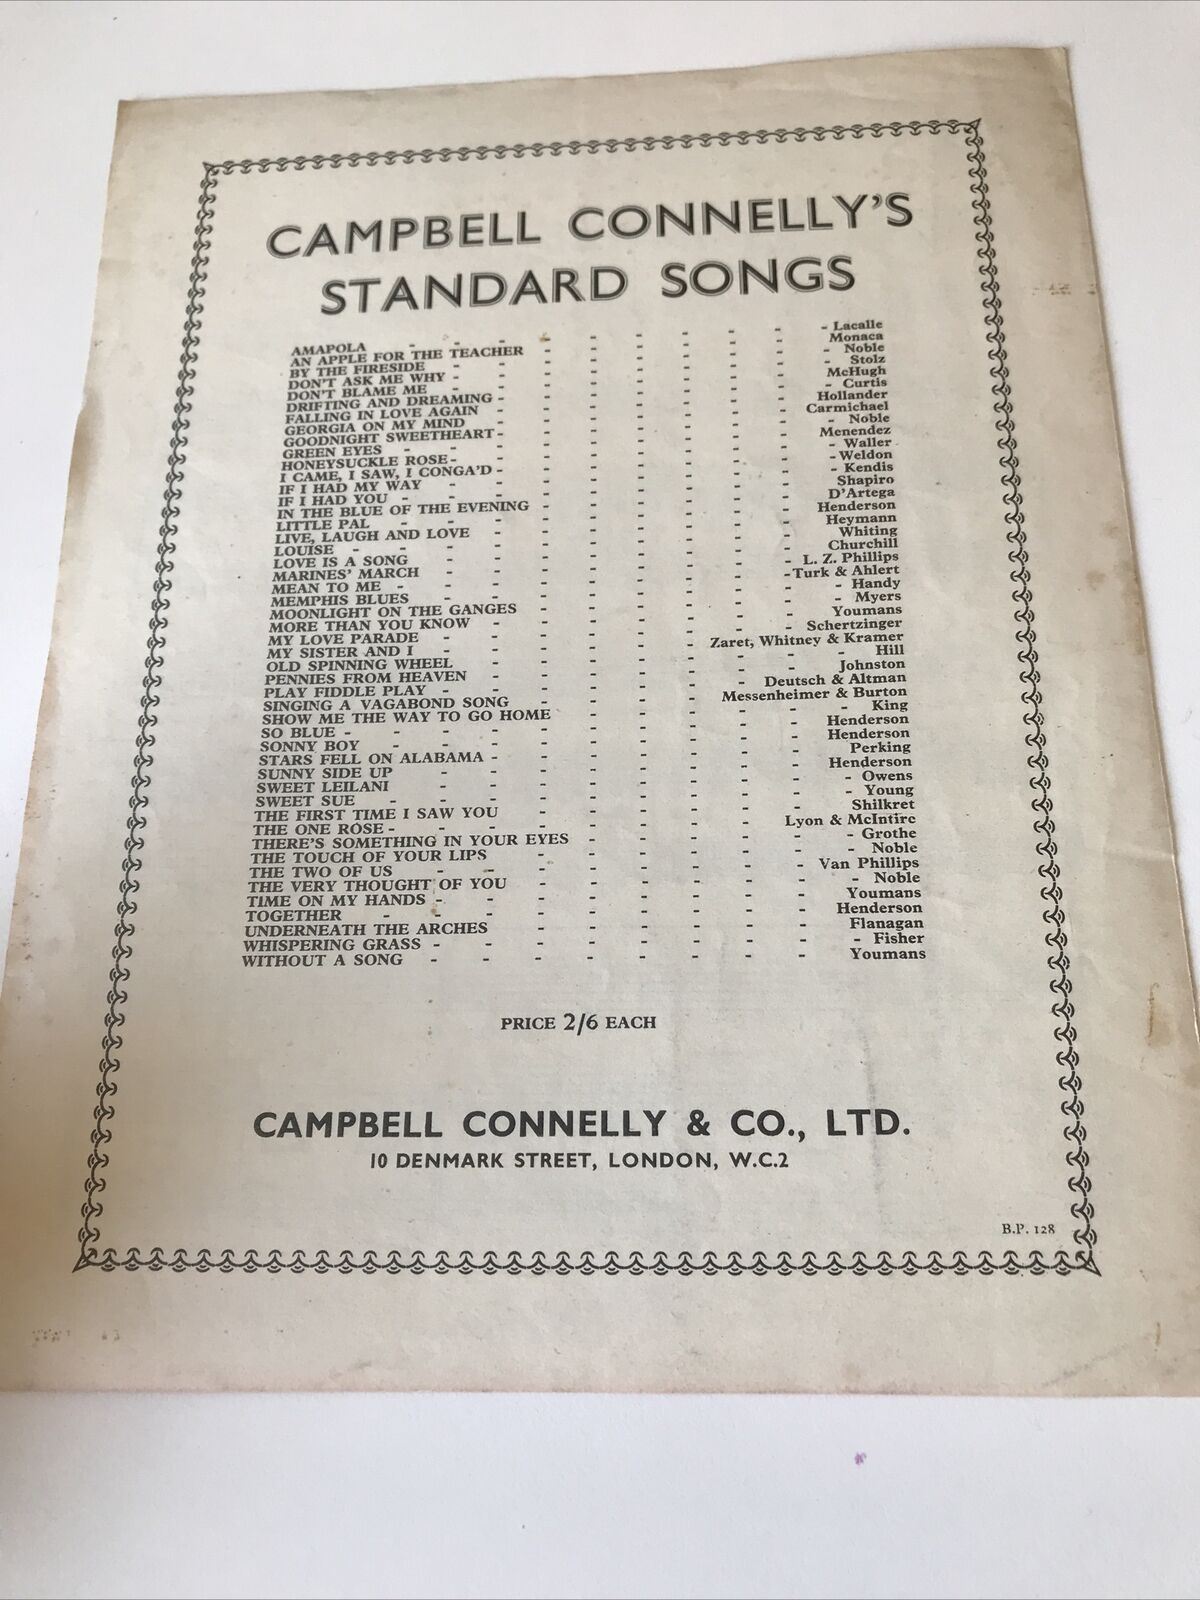 CAMPBELL CONNELLY'S
STANDARD SONGS
AMAPOLA - - - - - - - - - - Lacalle
AN APPLE FOR THE TEACHER - - - - - - Monaca
BY THE FIRESIDE - - - - - - - - - Noble
DON'T ASK ME WHY - - - - - - - - - Stolz
DON'T BLAME ME - - - - - - - - McHugh
DRIFTING AND DREAMING - - - - - - - - Curtis
FALLING IN LOVE AGAIN - - - - - - - Hollander
GEORGIA ON MY MIND - - - - - - - Carmichael
GOODNIGHT SWEETHEART - - - - - - - - Noble
GREEN EYES - - - - - - - - - Menendez
HONEYSUCKLE ROSE - - - - - - - - - Waller
I CAME, I SAW, I CONGA'D - - - - - - - - Weldon
IF I HAD MY WAY - - - - - - - - - Kendis
IF I HAD YOU - - - - - - - - - Shapiro
IN THE BLUE OF THE EVENING - - - - - - D'Artega
LITTLE PAL - - - - - - - - - Henderson
LIVE, LAUGH AND LOVE - - - - - - - Heymann
LOUISE - - - - - - - - - - Whiting
LOVE IS A SONG - - - - - - - - Churchill
MARINES' MARCH - - - - - - - - L. Z. Phillips
MEAN TO ME - - - - - - - - - Turk & Ahlert
MEMPHIS BLUES - - - - - - - - - Handy
MOONLIGHT ON THE GANGES - - - - - - - Myers
MORE THAN YOU KNOW - - - - - - - Youmans
MY LOVE PARADE - - - - - - - - Schertzinger
MY SISTER AND I - - - - - - Zaret, Whitney & Kramer
OLD SPINNING WHEEL - - - - - - - - Hill
PENNIES FROM HEAVEN - - - - - - - - Johnston
PLAY FIDDLE PLAY - - - - - - - Deutsch & Altman
SINGING A VAGABOND SONG - - - - Messenheimer & Burton
SHOW ME THE WAY TO GO HOME - - - - - - King
SO BLUE - - - - - - - - - - Henderson
SONNY BOY - - - - - - - - - Henderson
STARS FELL ON ALABAMA - - - - - - - Perking
SUNNY SIDE UP - - - - - - - - Henderson
SWEET LEILANI - - - - - - - - - Owens
SWEET SUE - - - - - - - - - - Young
THE FIRST TIME I SAW YOU - - - - - - Shilkret
THE ONE ROSE - - - - - - - - Lyon & McIntire
THERE'S SOMETHING IN YOUR EYES - - - - - - Grothe
THE TOUCH OF YOUR LIPS - - - - - - - Noble
THE TWO OF US - - - - - - - - Van Phillips
THE VERY THOUGHT OF YOU - - - - - - - Noble
TIME ON MY HANDS - - - - - - - - Youmans
TOGETHER - - - - - - - - - Henderson
UNDERNEATH THE ARCHES - - - - - - Flanagan
WHISPERING GRASS - - - - - - - - - Fisher
WITHOUT A SONG - - - - - - - - Youmans
PRICE 2/6 EACH
CAMPBELL CONNELLY & CO., LTD.
10 DENMARK STREET, LONDON, W.C.2
B.P. 128